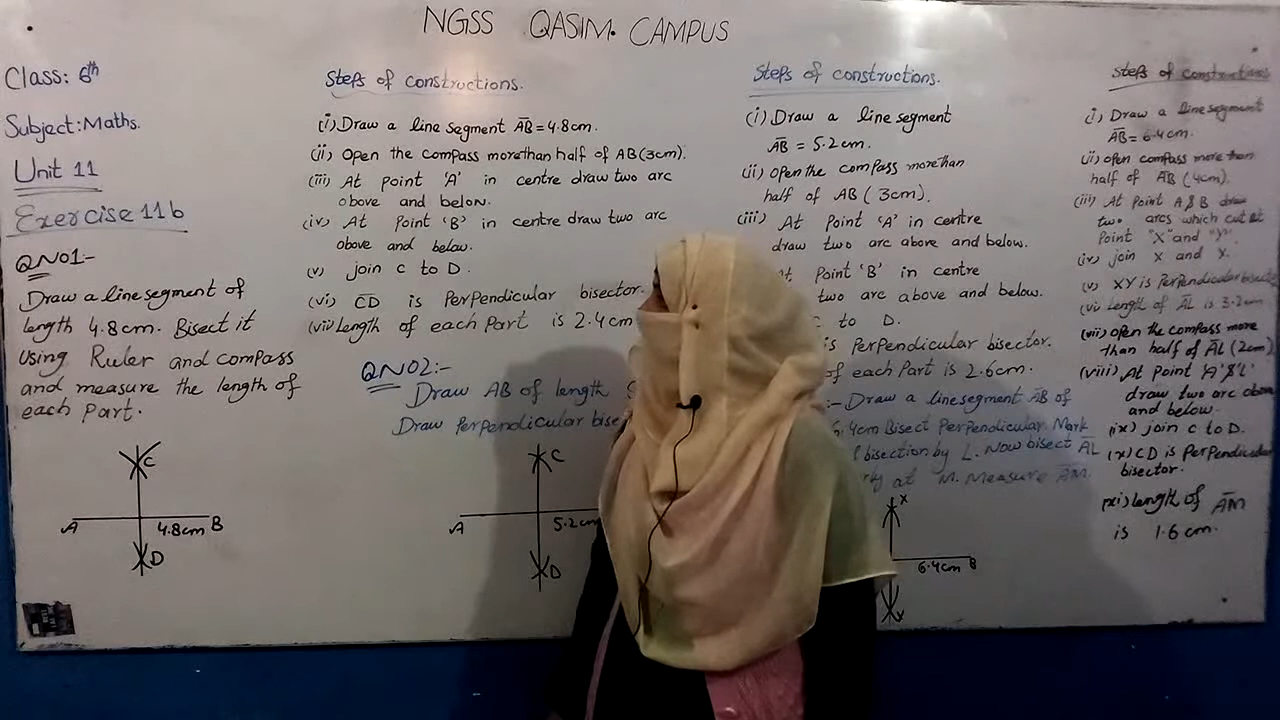 NGSS QASIM CAMPUS
Class: 6th
Subject: Maths.
Unit 11
Exercise 11b
QNO1:-
Draw a line segment of
length 4.8cm. Bisect it
Using Ruler and compass
and measure the length of
each part.
C
A 4.8cm B
D
Steps of constructions.
(i) Draw a line segment AB = 4.8cm.
(ii) Open the compass more than half of AB (3cm).
(iii) At point 'A' in centre draw two arc
obove and below.
(iv) At Point 'B' in centre draw two arc
above and below.
(v) join C to D.
(vi) CD is Perpendicular bisector.
(vii) Length of each Part is 2.4cm
QNO2:-
Draw AB of length
Draw Perpendicular bise
C
A 5.2cm
D
Steps of constructions.
(i) Draw a line segment
AB = 5.2cm.
(ii) Open the compass more than
half of AB (3cm).
(iii) At Point 'A' in centre
draw two arc above and below.
Point 'B' in centre
two arc above and below.
C to D.
is Perpendicular bisector.
of each Part is 2.6cm.
:- Draw a line segment AB of
6.4cm Bisect Perpendicular Mark
bisection by L. Now bisect AL
at M. Measure AM.
X
6.4cm B
Y
Steps of constructions
(i) Draw a line segment
AB = 6.4cm.
(ii) open compass more than
half of AB (4cm).
(iii) At Point A & B draw
two arcs which cut at
Point "X" and "Y".
(iv) join X and Y.
(v) XY is Perpendicular bisector
(vi) Length of AL is 3.2cm
(vii) open the compass more
than half of AL (2cm)
(viii) At point 'A' & 'L'
draw two arc above
and below.
(ix) join C to D.
(x) CD is Perpendicular
bisector.
(xi) length of AM
is 1.6 cm.